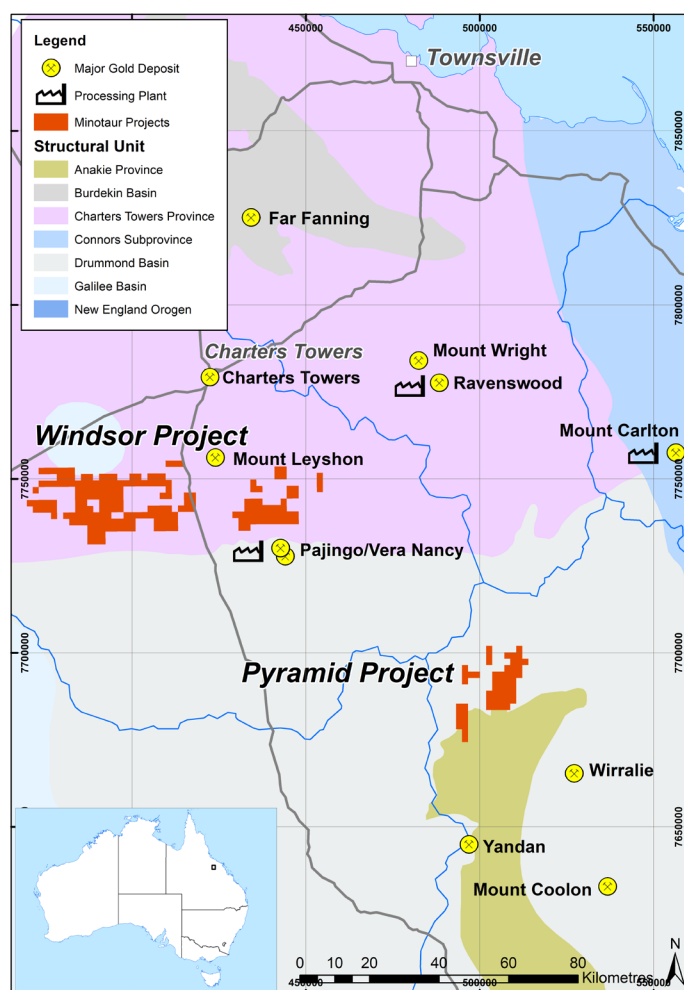 450000
500000
550000
Legend
Major Gold Deposit
Processing Plant
Minotaur Projects
Structural Unit
Anakie Province
Burdekin Basin
Charters Towers Province
Connors Subprovince
Drummond Basin
Galilee Basin
New England Orogen
Townsville
7850000
Far Fanning
7800000
Charters Towers
Charters Towers
Mount Wright
Ravenswood
Mount Carlton
Windsor Project
Mount Leyshon
7750000
7750000
Pajingo/Vera Nancy
7700000
7700000
Pyramid Project
Wirralie
7650000
Yandan
Mount Coolon
N
0 10 20 40 60 80
Kilometres
450000
500000
550000